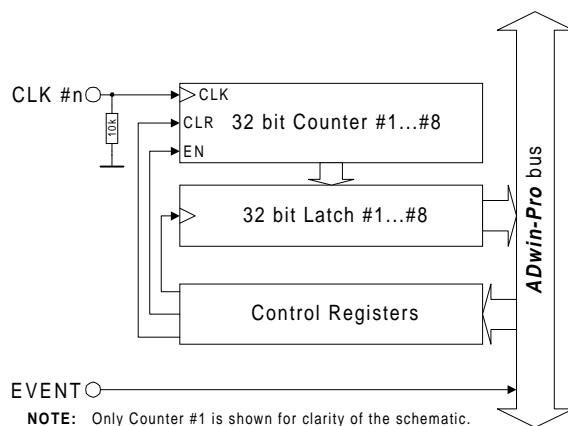 CLK #n
10k
CLK
CLR
EN
32 bit Counter #1...#8
32 bit Latch #1...#8
Control Registers
ADwin-Pro bus
EVENT
NOTE: Only Counter #1 is shown for clarity of the schematic.